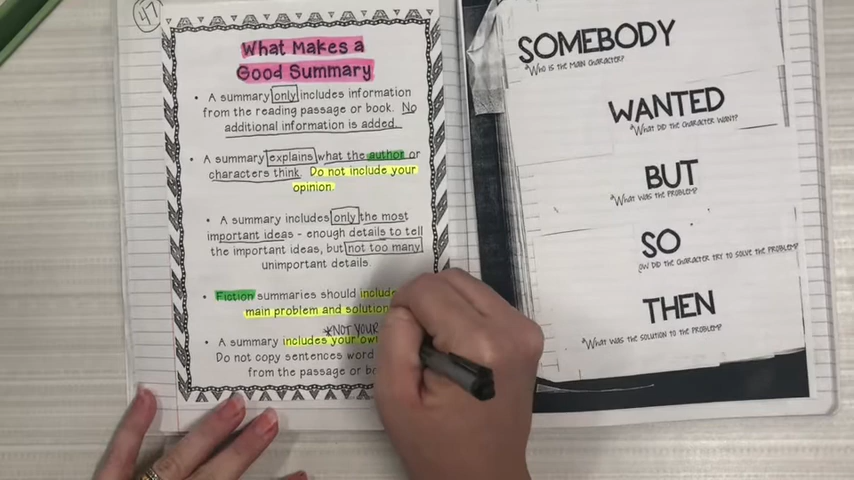 47
What Makes a
Good Summary
• A summary only includes information
from the reading passage or book. No
additional information is added.
• A summary explains what the author or
characters think. Do not include your
opinion.
A summary includes only the most
important ideas - enough details to tell
the important ideas, but not too many
unimportant details.
• Fiction summaries should include
main problem and solution
*NOT YOUR
• A summary includes your own
Do not copy sentences word
from the passage or
SOMEBODY
*Who is the main character?
WANTED
*What did the character want?
BUT
*What was the problem?
SO
How did the character try to solve the problem?
THEN
*What was the solution to the problem?